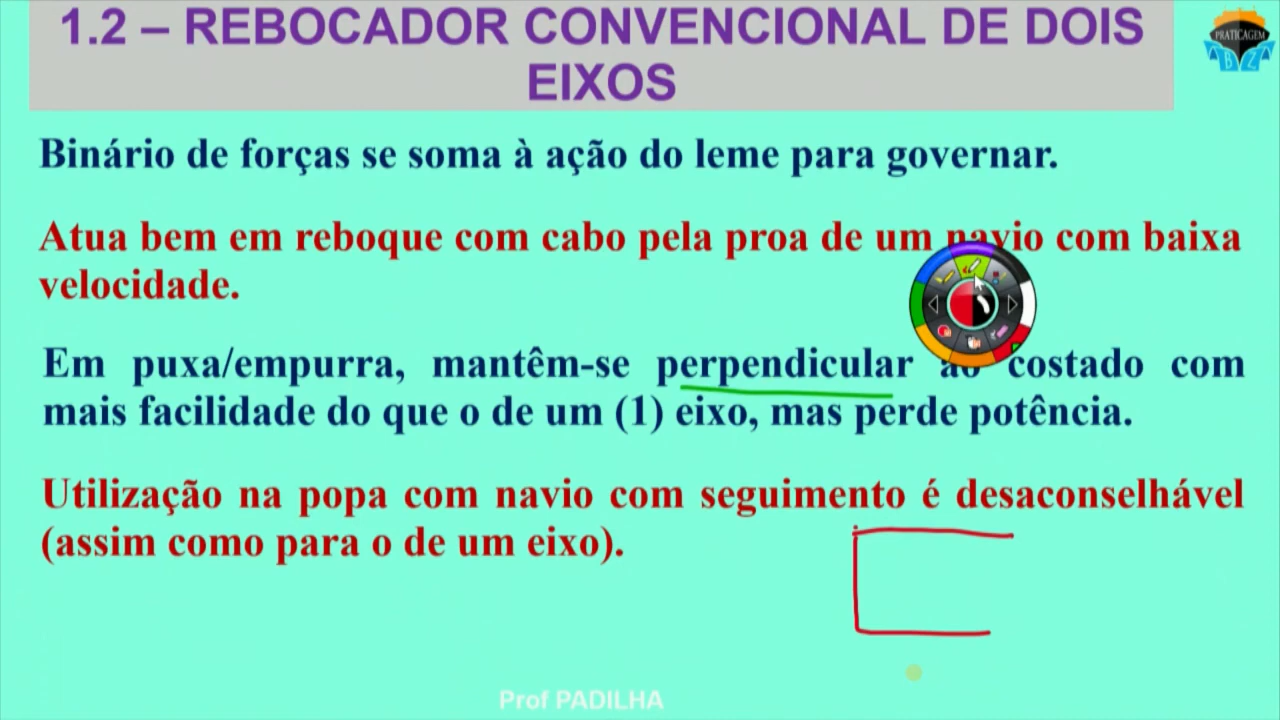 1.2 – REBOCADOR CONVENCIONAL DE DOIS
EIXOS
PRATICAGEM
B Z
Binário de forças se soma à ação do leme para governar.
Atua bem em reboque com cabo pela proa de um navio com baixa
velocidade.
Em puxa/empurra, mantêm-se perpendicular ao costado com
mais facilidade do que o de um (1) eixo, mas perde potência.
Utilização na popa com navio com seguimento é desaconselhável
(assim como para o de um eixo).
Prof PADILHA